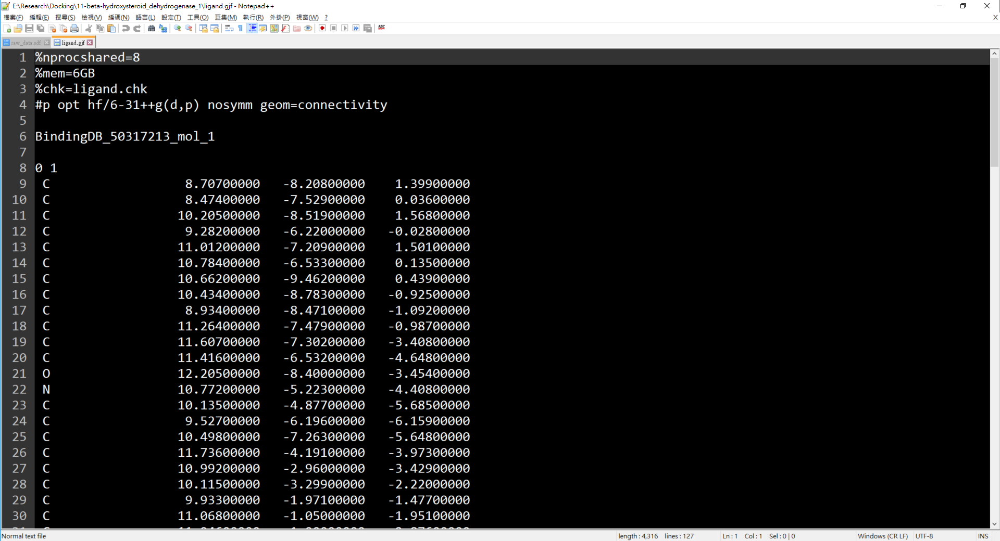 E:\Research\Docking\11-beta-hydroxysteroid_dehydrogenase_1\ligand.gjf - Notepad++
檔案(F) 編輯(E) 搜尋(S) 檢視(V) 編碼(N) 語言(L) 設定(T) 工具(O) 巨集(M) 執行(R) 外掛(P) 視窗(W) ? X
ABC
raw_data.sdf ligand.gjf
1 %nprocshared=8
2 %mem=6GB
3 %chk=ligand.chk
4 #p opt hf/6-31++g(d,p) nosymm geom=connectivity
5
6 BindingDB_50317213_mol_1
7
8 0 1
9 C 8.70700000 -8.20800000 1.39900000
10 C 8.47400000 -7.52900000 0.03600000
11 C 10.20500000 -8.51900000 1.56800000
12 C 9.28200000 -6.22000000 -0.02800000
13 C 11.01200000 -7.20900000 1.50100000
14 C 10.78400000 -6.53300000 0.13500000
15 C 10.66200000 -9.46200000 0.43900000
16 C 10.43400000 -8.78300000 -0.92500000
17 C 8.93400000 -8.47100000 -1.09200000
18 C 11.26400000 -7.47900000 -0.98700000
19 C 11.60700000 -7.30200000 -3.40800000
20 C 11.41600000 -6.53200000 -4.64800000
21 O 12.20500000 -8.40000000 -3.45400000
22 N 10.77200000 -5.22300000 -4.40800000
23 C 10.13500000 -4.87700000 -5.68500000
24 C 9.52700000 -6.19600000 -6.15900000
25 C 10.49800000 -7.26300000 -5.64800000
26 C 11.73600000 -4.19100000 -3.97300000
27 C 10.99200000 -2.96000000 -3.42900000
28 C 10.11500000 -3.29900000 -2.22000000
29 C 9.93300000 -1.97100000 -1.47700000
30 C 11.06800000 -1.05000000 -1.95100000
Normal text file length : 4,316 lines : 127 Ln : 1 Col : 1 Sel : 0 | 0 Windows (CR LF) UTF-8 INS